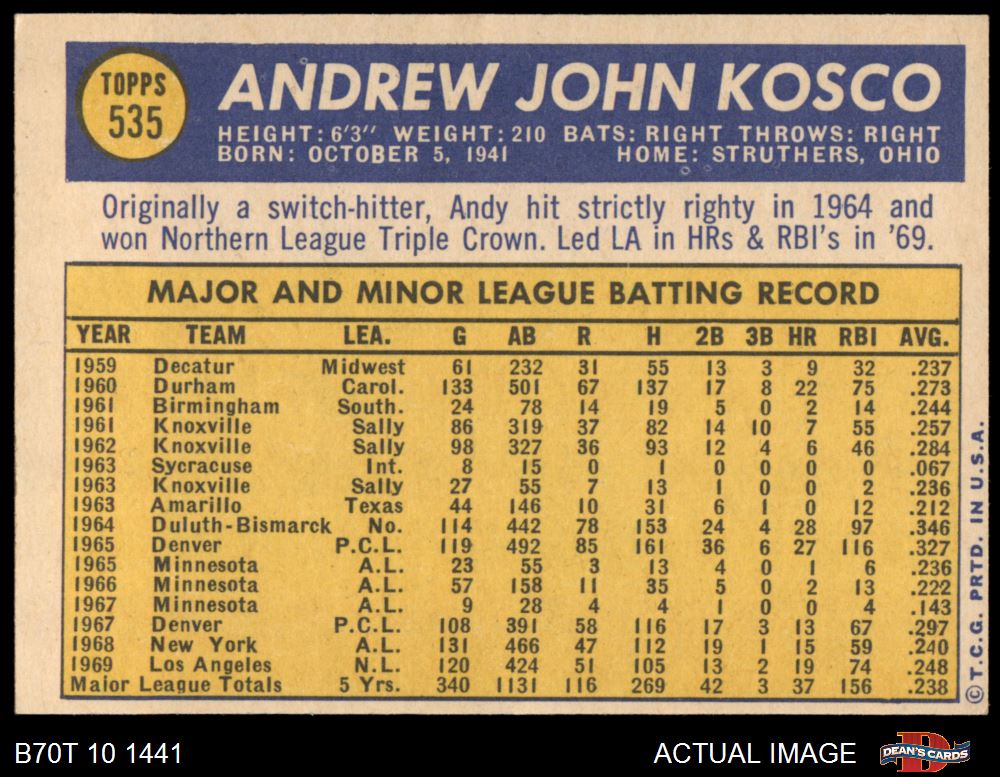 TOPPS
535
ANDREW JOHN KOSCO
HEIGHT: 6'3" WEIGHT: 210 BATS: RIGHT THROWS: RIGHT
BORN: OCTOBER 5, 1941 HOME: STRUTHERS, OHIO
Originally a switch-hitter, Andy hit strictly righty in 1964 and
won Northern League Triple Crown. Led LA in HRs & RBI's in '69.
MAJOR AND MINOR LEAGUE BATTING RECORD
YEAR TEAM LEA. G AB R H 2B 3B HR RBI AVG.
1959 Decatur Midwest 61 232 31 55 13 3 9 32 .237
1960 Durham Carol. 133 501 67 137 17 8 22 75 .273
1961 Birmingham South. 24 78 14 19 5 0 2 14 .244
1961 Knoxville Sally 86 319 37 82 14 10 7 55 .257
1962 Knoxville Sally 98 327 36 93 12 4 6 46 .284
1963 Sycracuse Int. 8 15 0 1 0 0 0 0 .067
1963 Knoxville Sally 27 55 7 13 1 0 0 2 .236
1963 Amarillo Texas 44 146 10 31 6 1 0 12 .212
1964 Duluth-Bismarck No. 114 442 78 153 24 4 28 97 .346
1965 Denver P.C.L. 119 492 85 161 36 6 27 116 .327
1965 Minnesota A.L. 23 55 3 13 4 0 1 6 .236
1966 Minnesota A.L. 57 158 11 35 5 0 2 13 .222
1967 Minnesota A.L. 9 28 4 4 1 0 0 4 .143
1967 Denver P.C.L. 108 391 58 116 17 3 13 67 .297
1968 New York A.L. 131 466 47 112 19 1 15 59 .240
1969 Los Angeles N.L. 120 424 51 105 13 2 19 74 .248
Major League Totals 5 Yrs. 340 1131 116 269 42 3 37 156 .238
©T.C.G. PRTD. IN U.S.A.
B70T 10 1441
ACTUAL IMAGE
DEAN'S CARDS